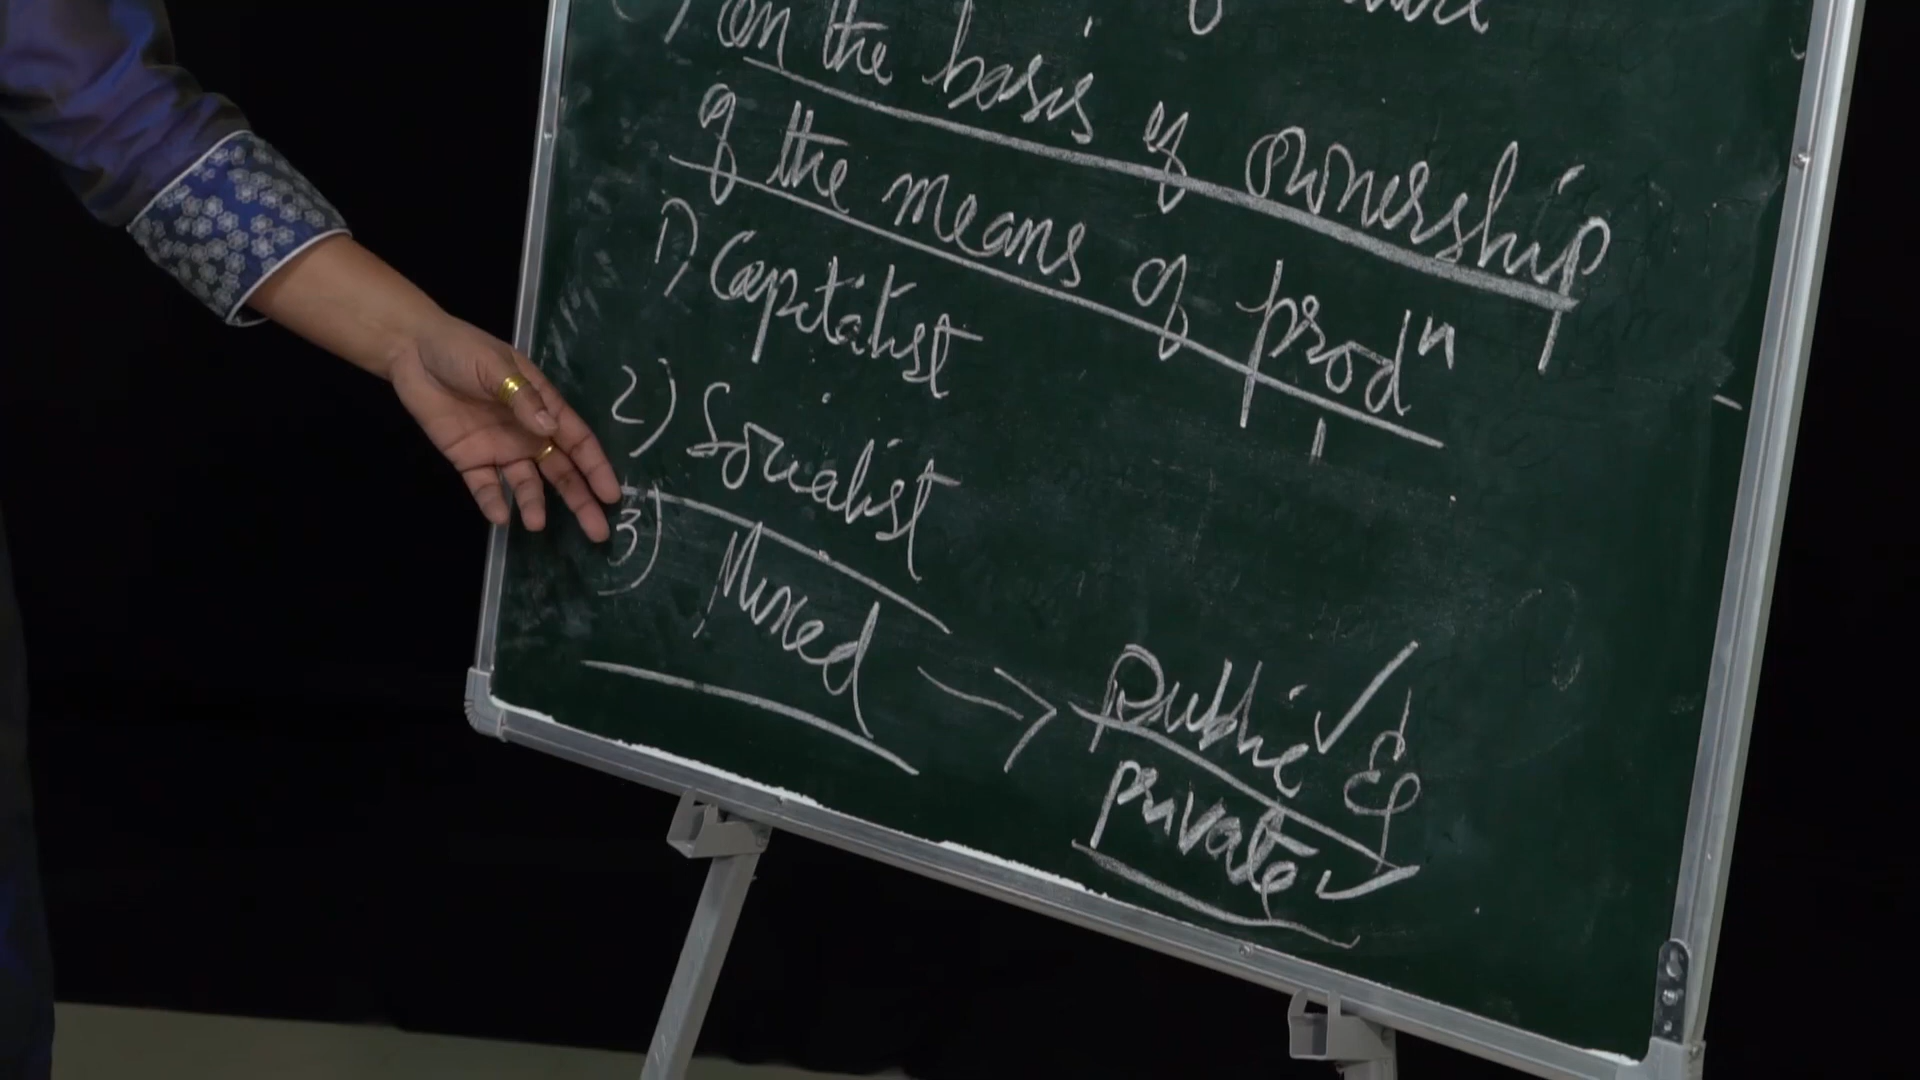 on the basis of ownership
of the means of prodn
1) Capitalist
2) Socialist
3) Mixed → Public ✓ &
private ✓